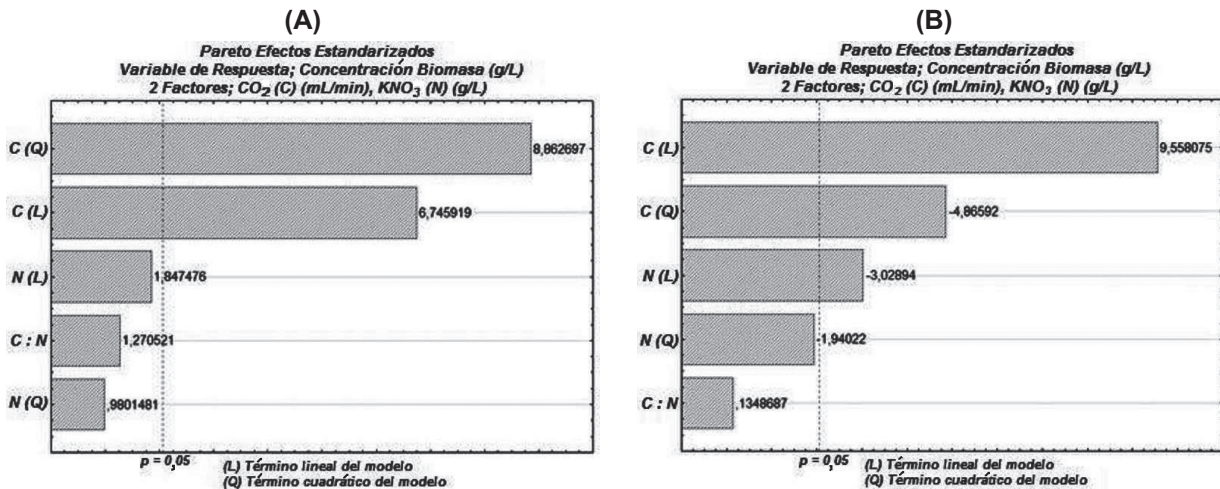 (A)
Pareto Efectos Estandarizados
Variable de Respuesta; Concentración Biomasa (g/L)
2 Factores; CO₂ (C) (mL/min), KNO₃ (N) (g/L)
C (Q)
8,862697
C (L)
6,745919
N (L)
1,847476
C : N
1,270521
N (Q)
,9801481
p = 0,05
(L) Término lineal del modelo
(Q) Término cuadrático del modelo
(B)
Pareto Efectos Estandarizados
Variable de Respuesta; Concentración Biomasa (g/L)
2 Factores; CO₂ (C) (mL/min), KNO₃ (N) (g/L)
C (L)
9,558075
C (Q)
-4,86592
N (L)
-3,02894
N (Q)
-1,94022
C : N
,1348687
p = 0,05
(L) Término lineal del modelo
(Q) Término cuadrático del modelo